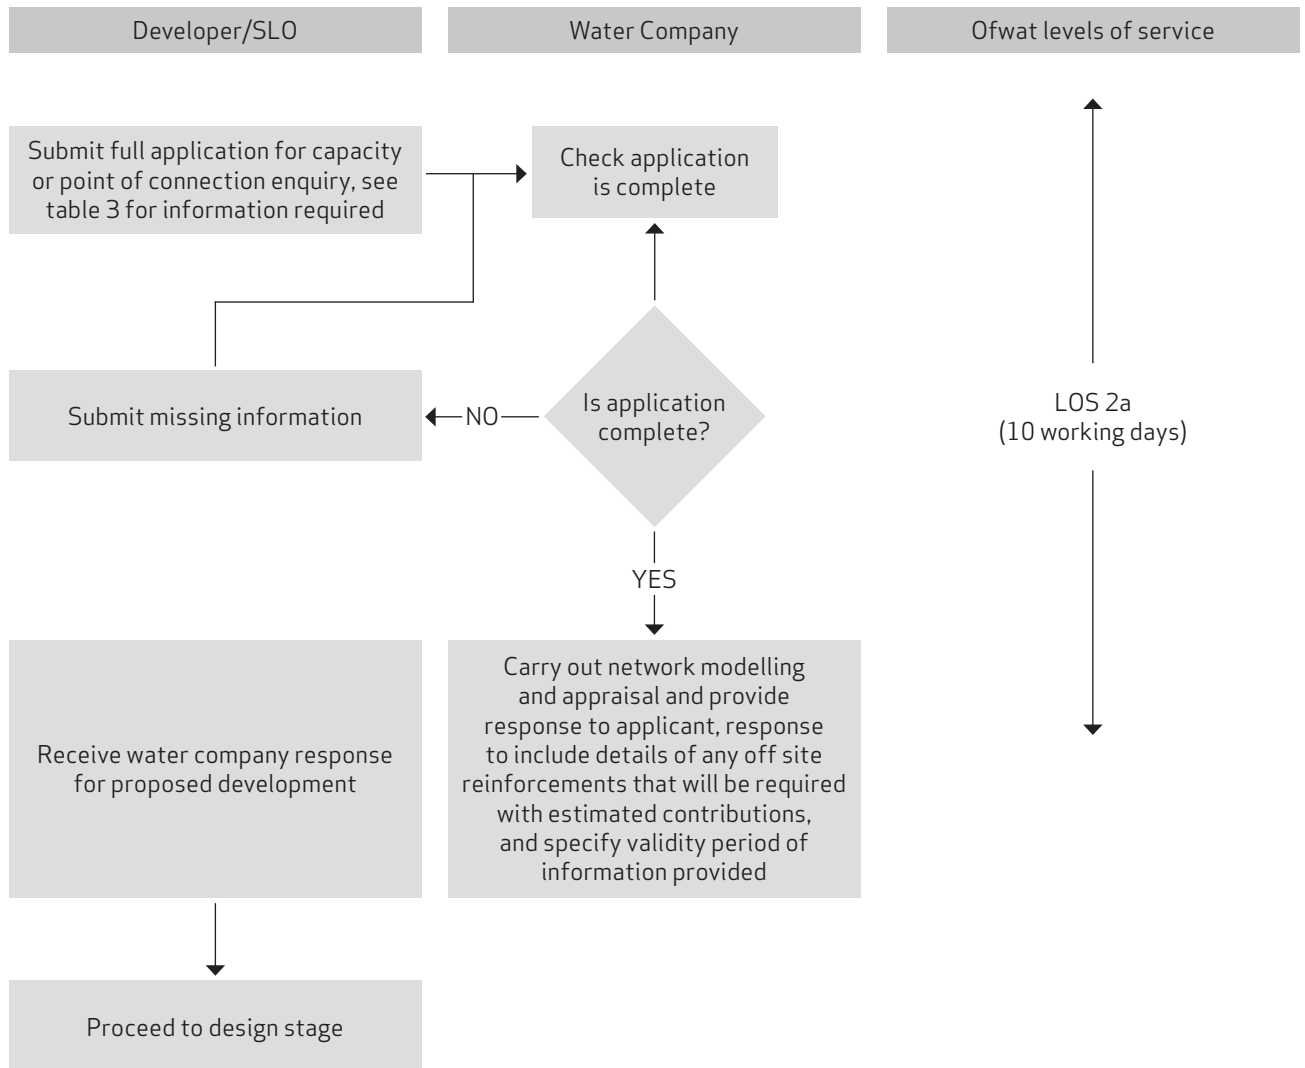 Developer/SLO
Water Company
Ofwat levels of service
Submit full application for capacity
or point of connection enquiry, see
table 3 for information required
Check application
is complete
Submit missing information
NO
Is application
complete?
LOS 2a
(10 working days)
YES
Receive water company response
for proposed development
Carry out network modelling
and appraisal and provide
response to applicant, response
to include details of any off site
reinforcements that will be required
with estimated contributions,
and specify validity period of
information provided
Proceed to design stage